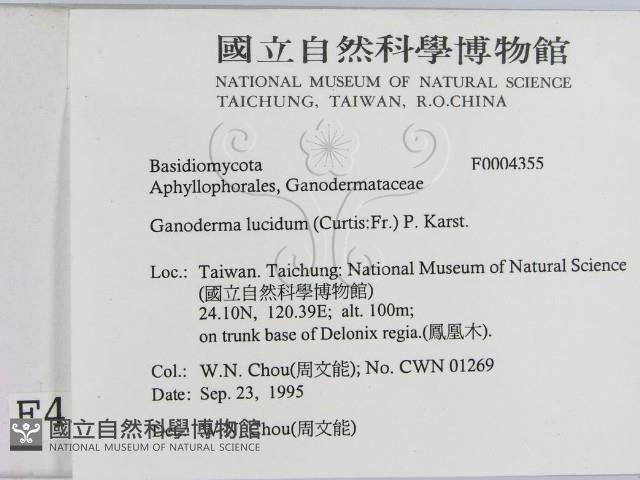 國立自然科學博物館
NATIONAL MUSEUM OF NATURAL SCIENCE
TAICHUNG, TAIWAN, R.O.CHINA
Basidiomycota F0004355
Aphyllophorales, Ganodermataceae
Ganoderma lucidum (Curtis:Fr.) P. Karst.
Loc.: Taiwan. Taichung: National Museum of Natural Science
(國立自然科學博物館)
24.10N, 120.39E; alt. 100m;
on trunk base of Delonix regia.(鳳凰木).
Col.: W.N. Chou(周文能); No. CWN 01269
Date: Sep. 23, 1995
W.N. Chou(周文能)
國立自然科學博物館
NATIONAL MUSEUM OF NATURAL SCIENCE